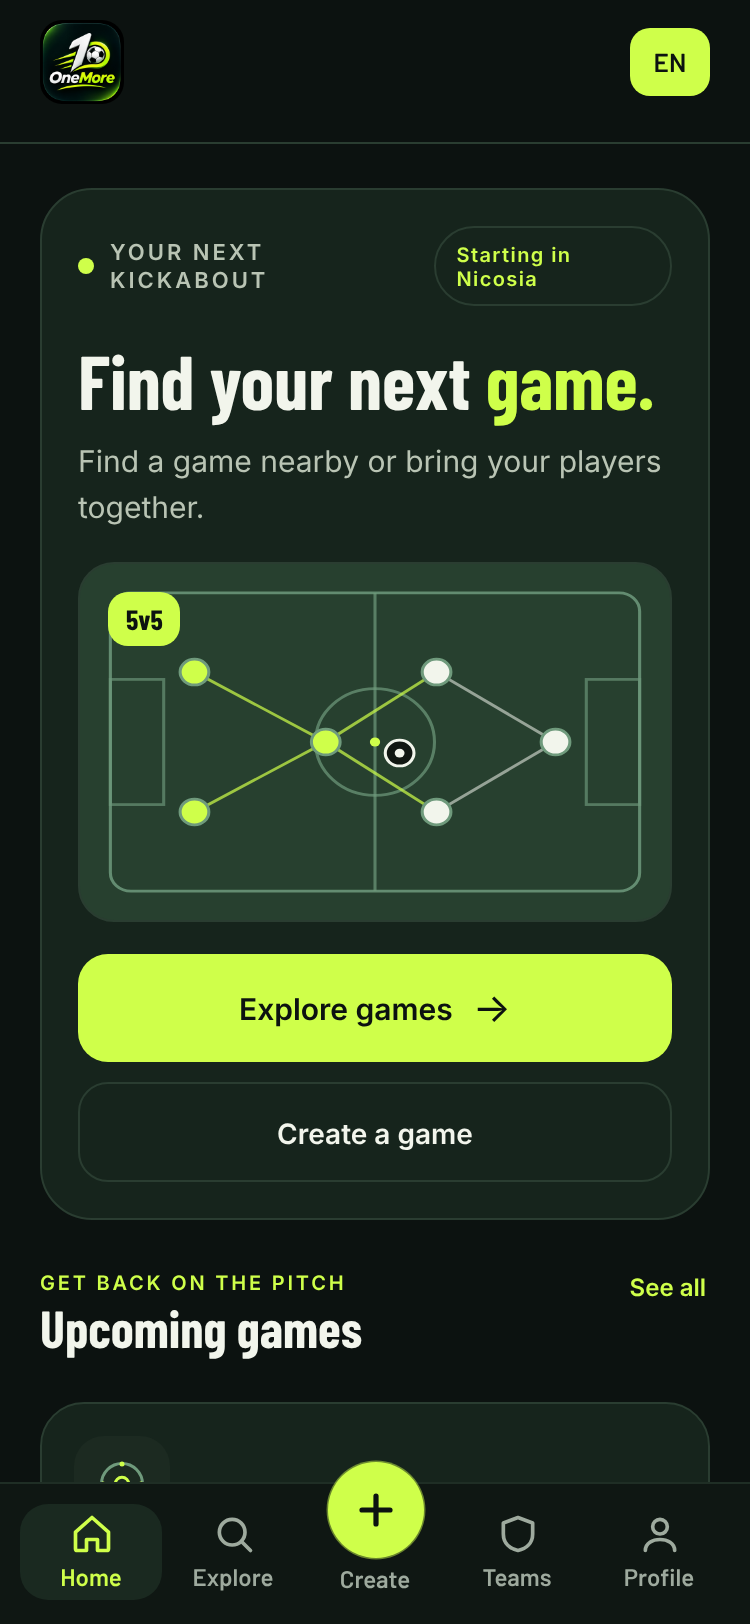 OneMore
EN
YOUR NEXT
KICKABOUT
Starting in
Nicosia
Find your next game.
Find a game nearby or bring your players
together.
5v5
Explore games →
Create a game
GET BACK ON THE PITCH
See all
Upcoming games
Home
Explore
Create
Teams
Profile